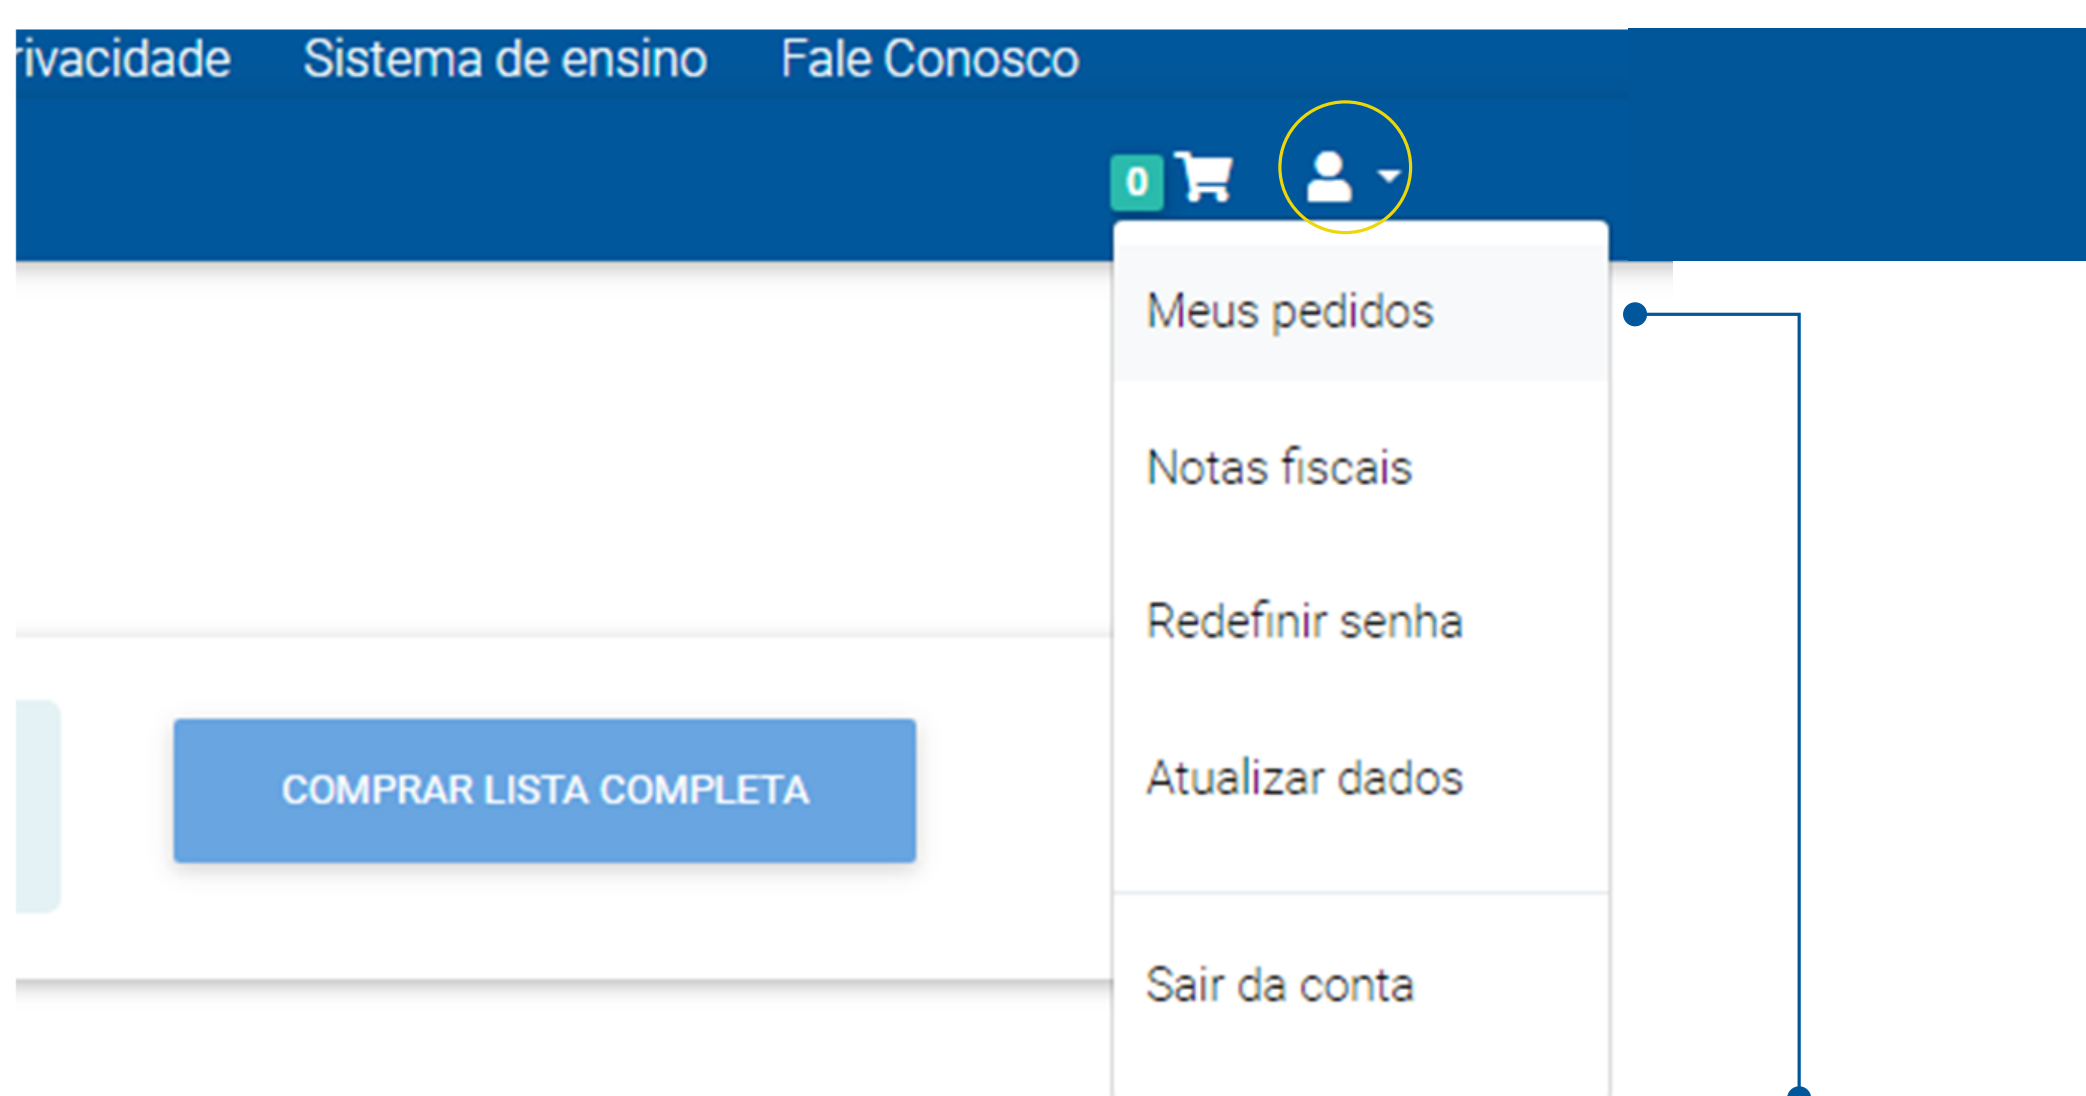 rivacidade Sistema de ensino Fale Conosco
0
Meus pedidos
Notas fiscais
Redefinir senha
Atualizar dados
COMPRAR LISTA COMPLETA
Sair da conta